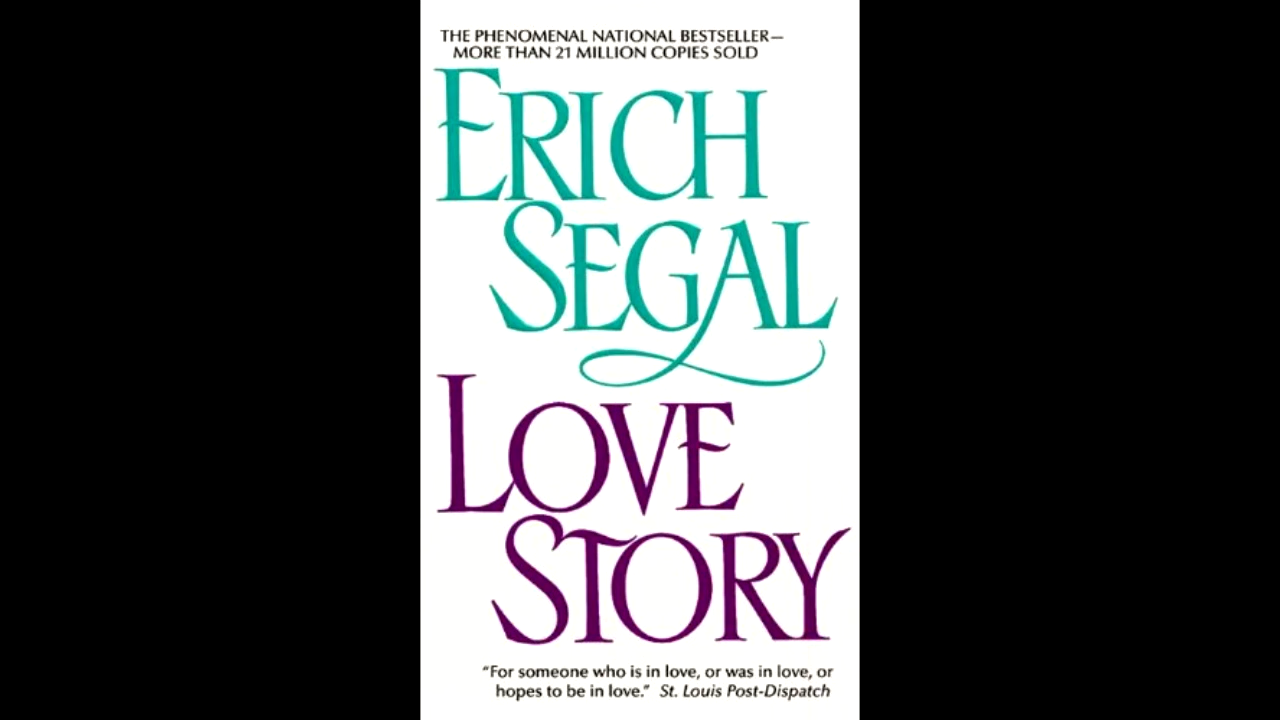 THE PHENOMENAL NATIONAL BESTSELLER—
MORE THAN 21 MILLION COPIES SOLD
ERICH
SEGAL
LOVE
STORY
“For someone who is in love, or was in love, or
hopes to be in love.” St. Louis Post-Dispatch